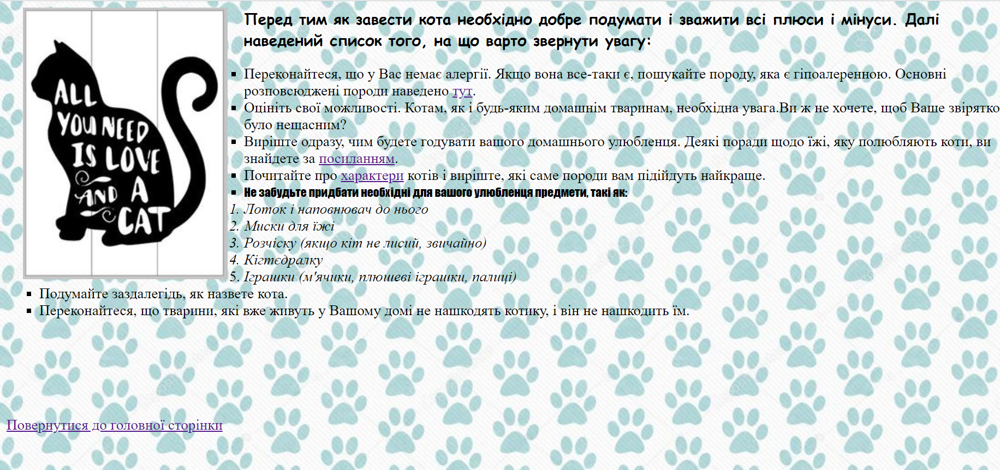 ALL
YOU NEED
IS LOVE
AND A
CAT
Перед тим як завести кота необхідно добре подумати і зважити всі плюси і мінуси. Далі
наведений список того, на що варто звернути увагу:
Переконайтеся, що у Вас немає алергії. Якщо вона все-таки є, пошукайте породу, яка є гіпоалеренною. Основні
розповсюджені породи наведено тут.
Оцініть свої можливості. Котам, як і будь-яким домашнім тваринам, необхідна увага.Ви ж не хочете, щоб Ваше звірятко
було нещасним?
Виріште одразу, чим будете годувати вашого домашнього улюбленця. Деякі поради щодо їжі, яку полюбляють коти, ви
знайдете за посиланням.
Почитайте про характери котів і виріште, які саме породи вам підійдуть найкраще.
Не забудьте придбати необхідні для вашого улюбленця предмети, такі як:
1. Лоток і наповнювач до нього
2. Миски для їжі
3. Розчіску (якщо кіт не лисий, звичайно)
4. Кігтєдралку
5. Іграшки (м'ячики, плюшеві іграшки, палиці)
Подумайте заздалегідь, як назвете кота.
Переконайтеся, що тварини, які вже живуть у Вашому домі не нашкодять котику, і він не нашкодить їм.
Повернутися до головної сторінки